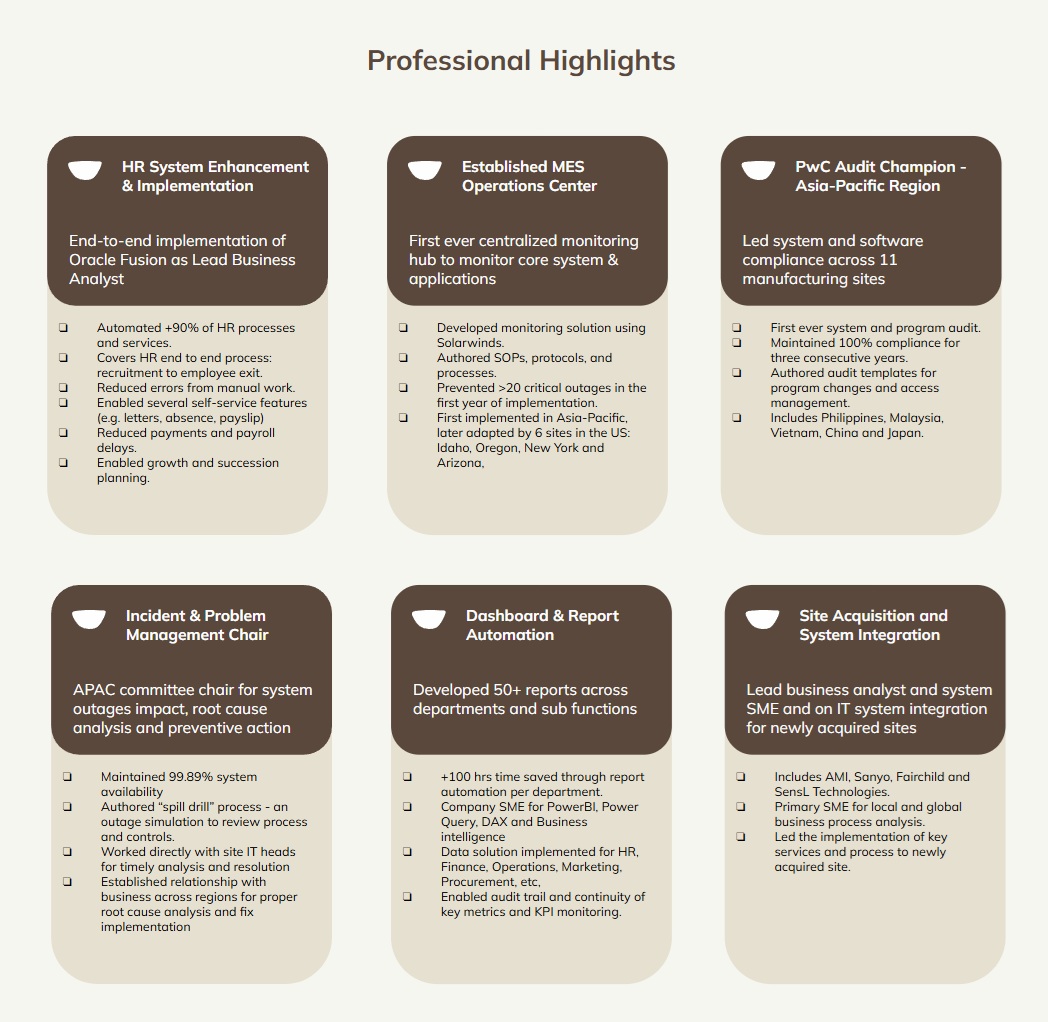 Professional Highlights
HR System Enhancement
& Implementation
End-to-end implementation of
Oracle Fusion as Lead Business
Analyst
❏ Automated +90% of HR processes
and services.
❏ Covers HR end to end process:
recruitment to employee exit.
❏ Reduced errors from manual work.
❏ Enabled several self-service features
(e.g. letters, absence, payslip)
❏ Reduced payments and payroll
delays.
❏ Enabled growth and succession
planning.
Established MES
Operations Center
First ever centralized monitoring
hub to monitor core system &
applications
❏ Developed monitoring solution using
Solarwinds.
❏ Authored SOPs, protocols, and
processes.
❏ Prevented >20 critical outages in the
first year of implementation.
❏ First implemented in Asia-Pacific,
later adapted by 6 sites in the US:
Idaho, Oregon, New York and
Arizona,
PwC Audit Champion -
Asia-Pacific Region
Led system and software
compliance across 11
manufacturing sites
❏ First ever system and program audit.
❏ Maintained 100% compliance for
three consecutive years.
❏ Authored audit templates for
program changes and access
management.
❏ Includes Philippines, Malaysia,
Vietnam, China and Japan.
Incident & Problem
Management Chair
APAC committee chair for system
outages impact, root cause
analysis and preventive action
❏ Maintained 99.89% system
availability
❏ Authored “spill drill” process - an
outage simulation to review process
and controls.
❏ Worked directly with site IT heads
for timely analysis and resolution
❏ Established relationship with
business across regions for proper
root cause analysis and fix
implementation
Dashboard & Report
Automation
Developed 50+ reports across
departments and sub functions
❏ +100 hrs time saved through report
automation per department.
❏ Company SME for PowerBI, Power
Query, DAX and Business
intelligence
❏ Data solution implemented for HR,
Finance, Operations, Marketing,
Procurement, etc,
❏ Enabled audit trail and continuity of
key metrics and KPI monitoring.
Site Acquisition and
System Integration
Lead business analyst and system
SME and on IT system integration
for newly acquired sites
❏ Includes AMI, Sanyo, Fairchild and
SensL Technologies.
❏ Primary SME for local and global
business process analysis.
❏ Led the implementation of key
services and process to newly
acquired site.